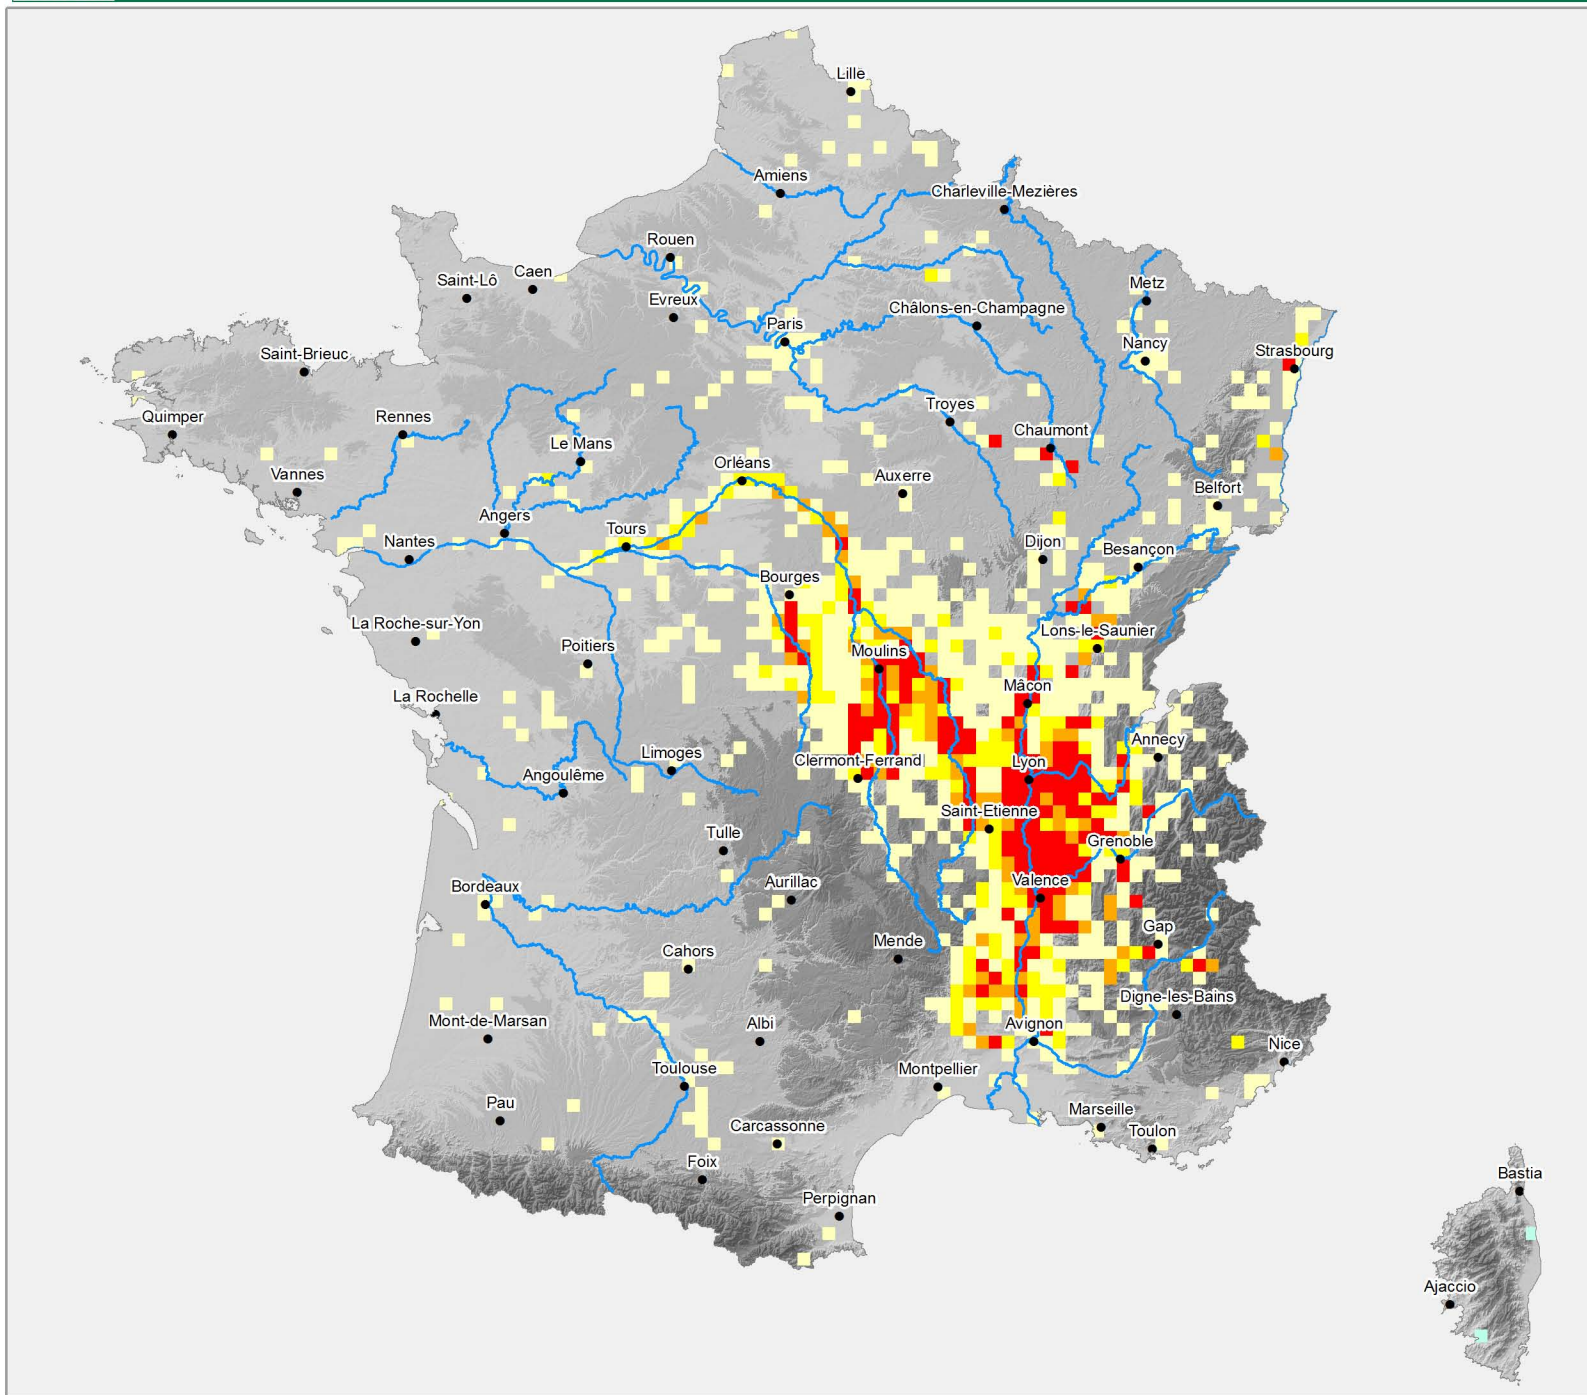 Lille
Amiens
Charleville-Mezières
Rouen
Saint-Lô
Caen
Evreux
Metz
Châlons-en-Champagne
Paris
Nancy
Strasbourg
Saint-Brieuc
Quimper
Rennes
Troyes
Chaumont
Le Mans
Vannes
Orléans
Auxerre
Belfort
Angers
Tours
Nantes
Dijon
Besançon
Bourges
La Roche-sur-Yon
Lons-le-Saunier
Poitiers
Moulins
Mâcon
La Rochelle
Annecy
Limoges
Clermont-Ferrand
Lyon
Angoulême
Saint-Etienne
Tulle
Grenoble
Aurillac
Valence
Bordeaux
Gap
Mende
Cahors
Digne-les-Bains
Mont-de-Marsan
Albi
Avignon
Nice
Toulouse
Montpellier
Pau
Marseille
Carcassonne
Toulon
Foix
Bastia
Perpignan
Ajaccio